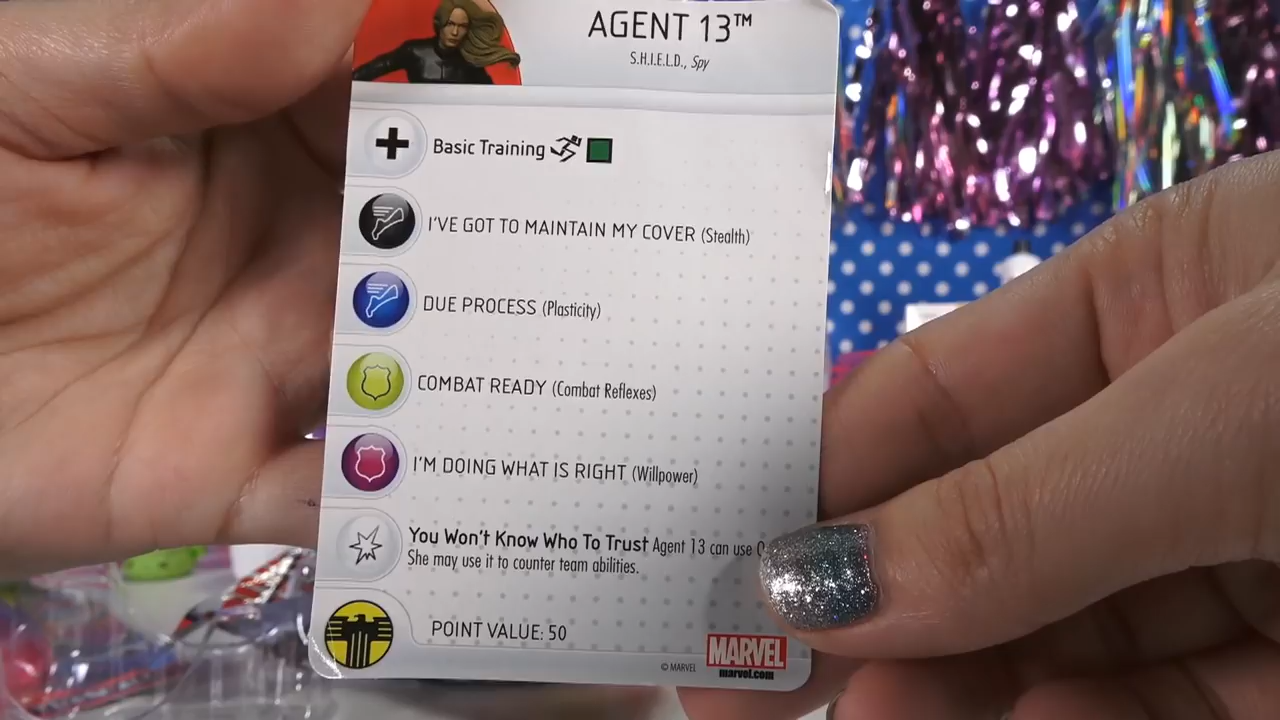 AGENT 13™
S.H.I.E.L.D., Spy
Basic Training
I'VE GOT TO MAINTAIN MY COVER (Stealth)
DUE PROCESS (Plasticity)
COMBAT READY (Combat Reflexes)
I'M DOING WHAT IS RIGHT (Willpower)
You Won't Know Who To Trust Agent 13 can use
She may use it to counter team abilities.
POINT VALUE: 50
© MARVEL
MARVEL
marvel.com